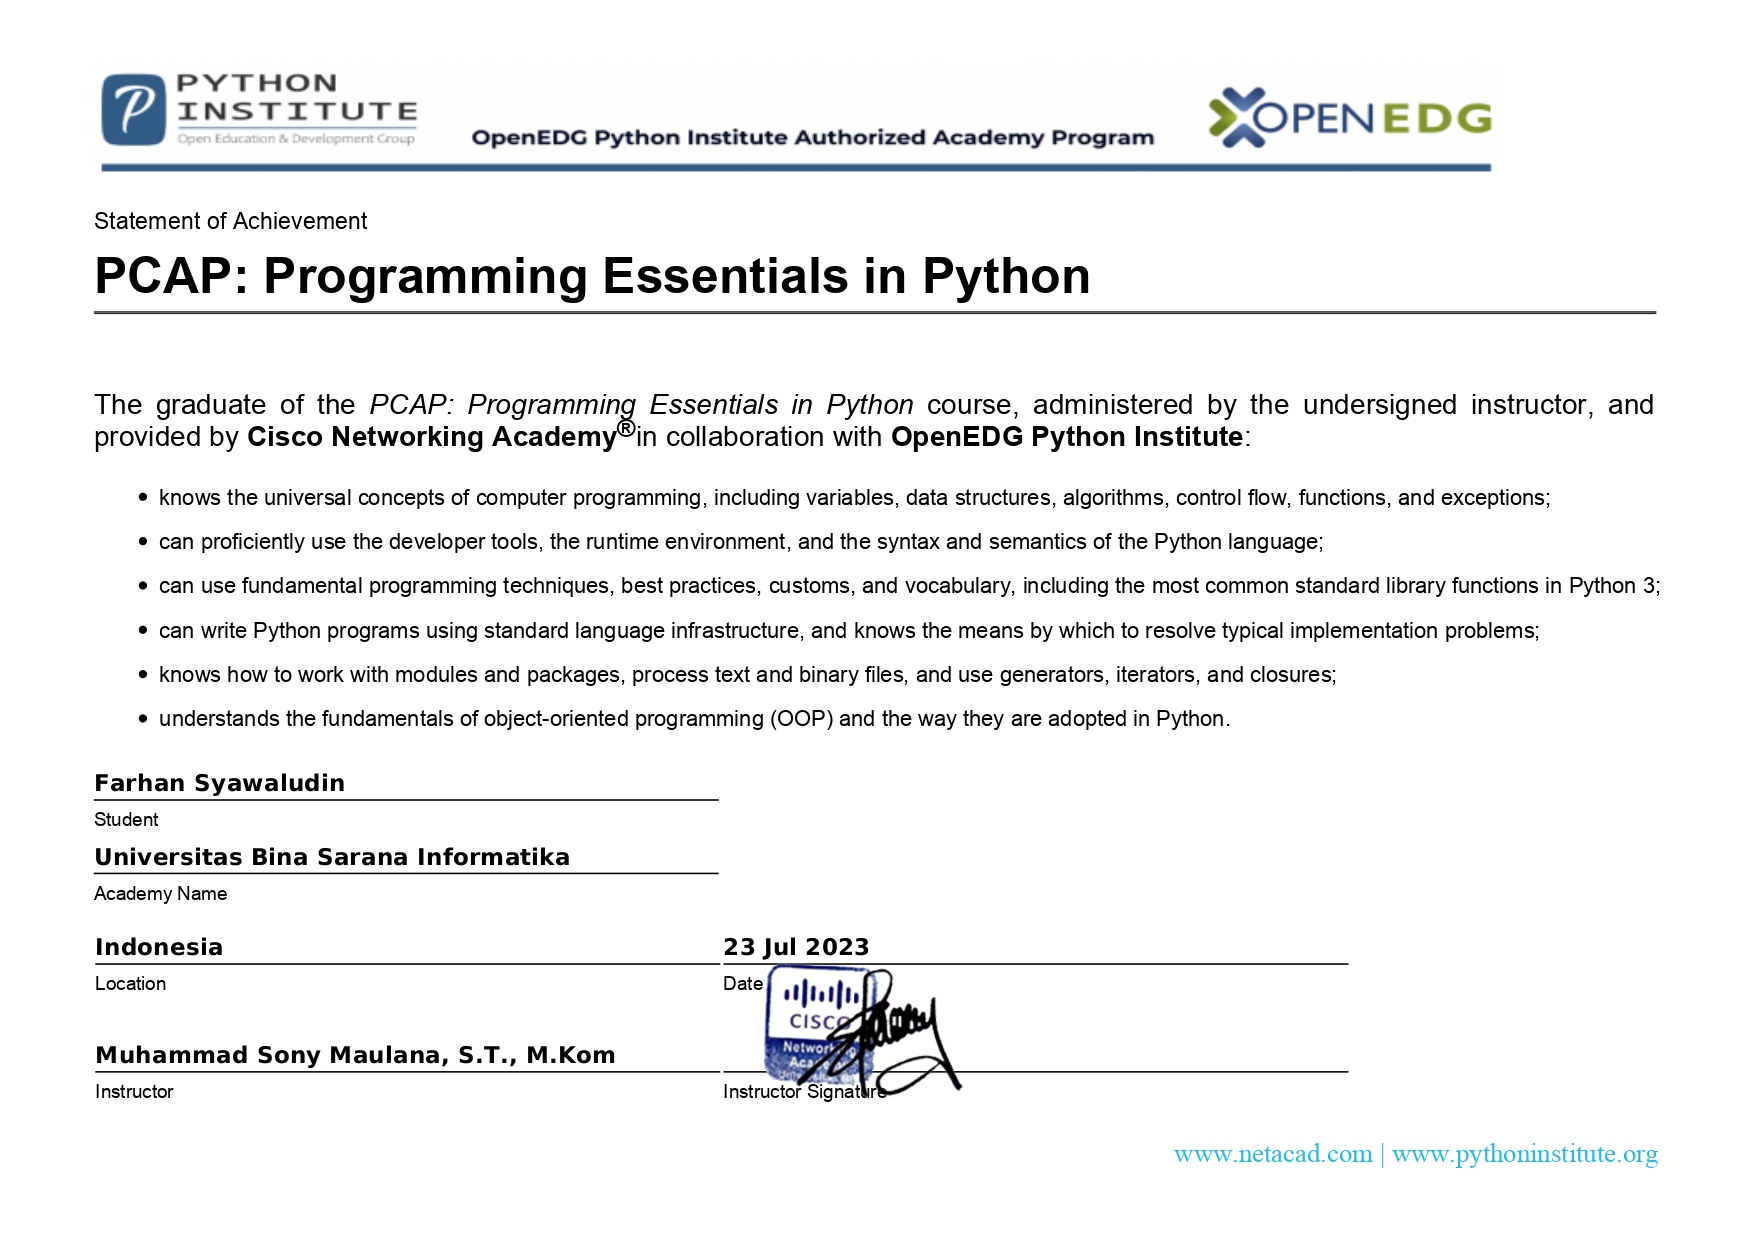 PYTHON
INSTITUTE
Open Education & Development Group
OpenEDG Python Institute Authorized Academy Program
OPENEDG
Statement of Achievement
PCAP: Programming Essentials in Python
The graduate of the PCAP: Programming Essentials in Python course, administered by the undersigned instructor, and
provided by Cisco Networking Academy®in collaboration with OpenEDG Python Institute:
• knows the universal concepts of computer programming, including variables, data structures, algorithms, control flow, functions, and exceptions;
• can proficiently use the developer tools, the runtime environment, and the syntax and semantics of the Python language;
• can use fundamental programming techniques, best practices, customs, and vocabulary, including the most common standard library functions in Python 3;
• can write Python programs using standard language infrastructure, and knows the means by which to resolve typical implementation problems;
• knows how to work with modules and packages, process text and binary files, and use generators, iterators, and closures;
• understands the fundamentals of object-oriented programming (OOP) and the way they are adopted in Python.
Farhan Syawaludin
Student
Universitas Bina Sarana Informatika
Academy Name
Indonesia
Location
23 Jul 2023
Date
CISCO
Muhammad Sony Maulana, S.T., M.Kom
Instructor
Instructor Signature
www.netacad.com | www.pythoninstitute.org